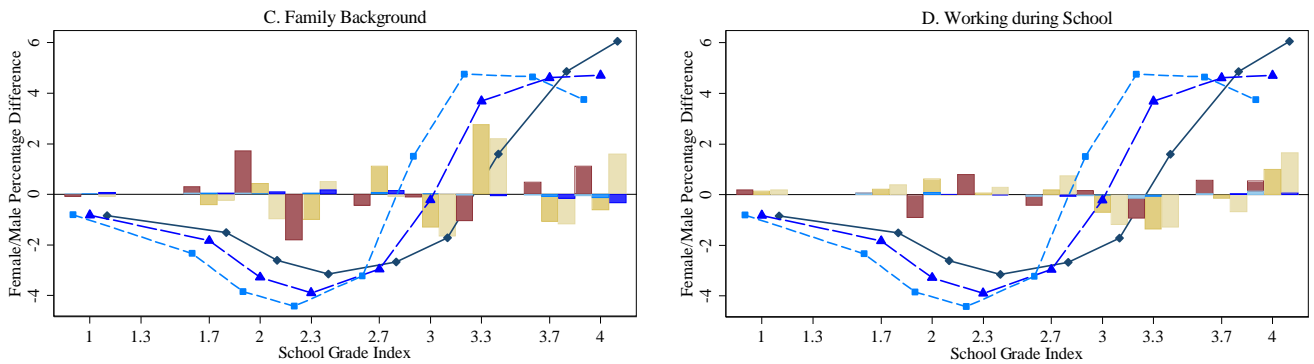 C. Family Background
Female/Male Percentage Difference
6
4
2
0
-2
-4
1 1.3 1.7 2 2.3 2.7 3 3.3 3.7 4
School Grade Index
D. Working during School
Female/Male Percentage Difference
6
4
2
0
-2
-4
1 1.3 1.7 2 2.3 2.7 3 3.3 3.7 4
School Grade Index